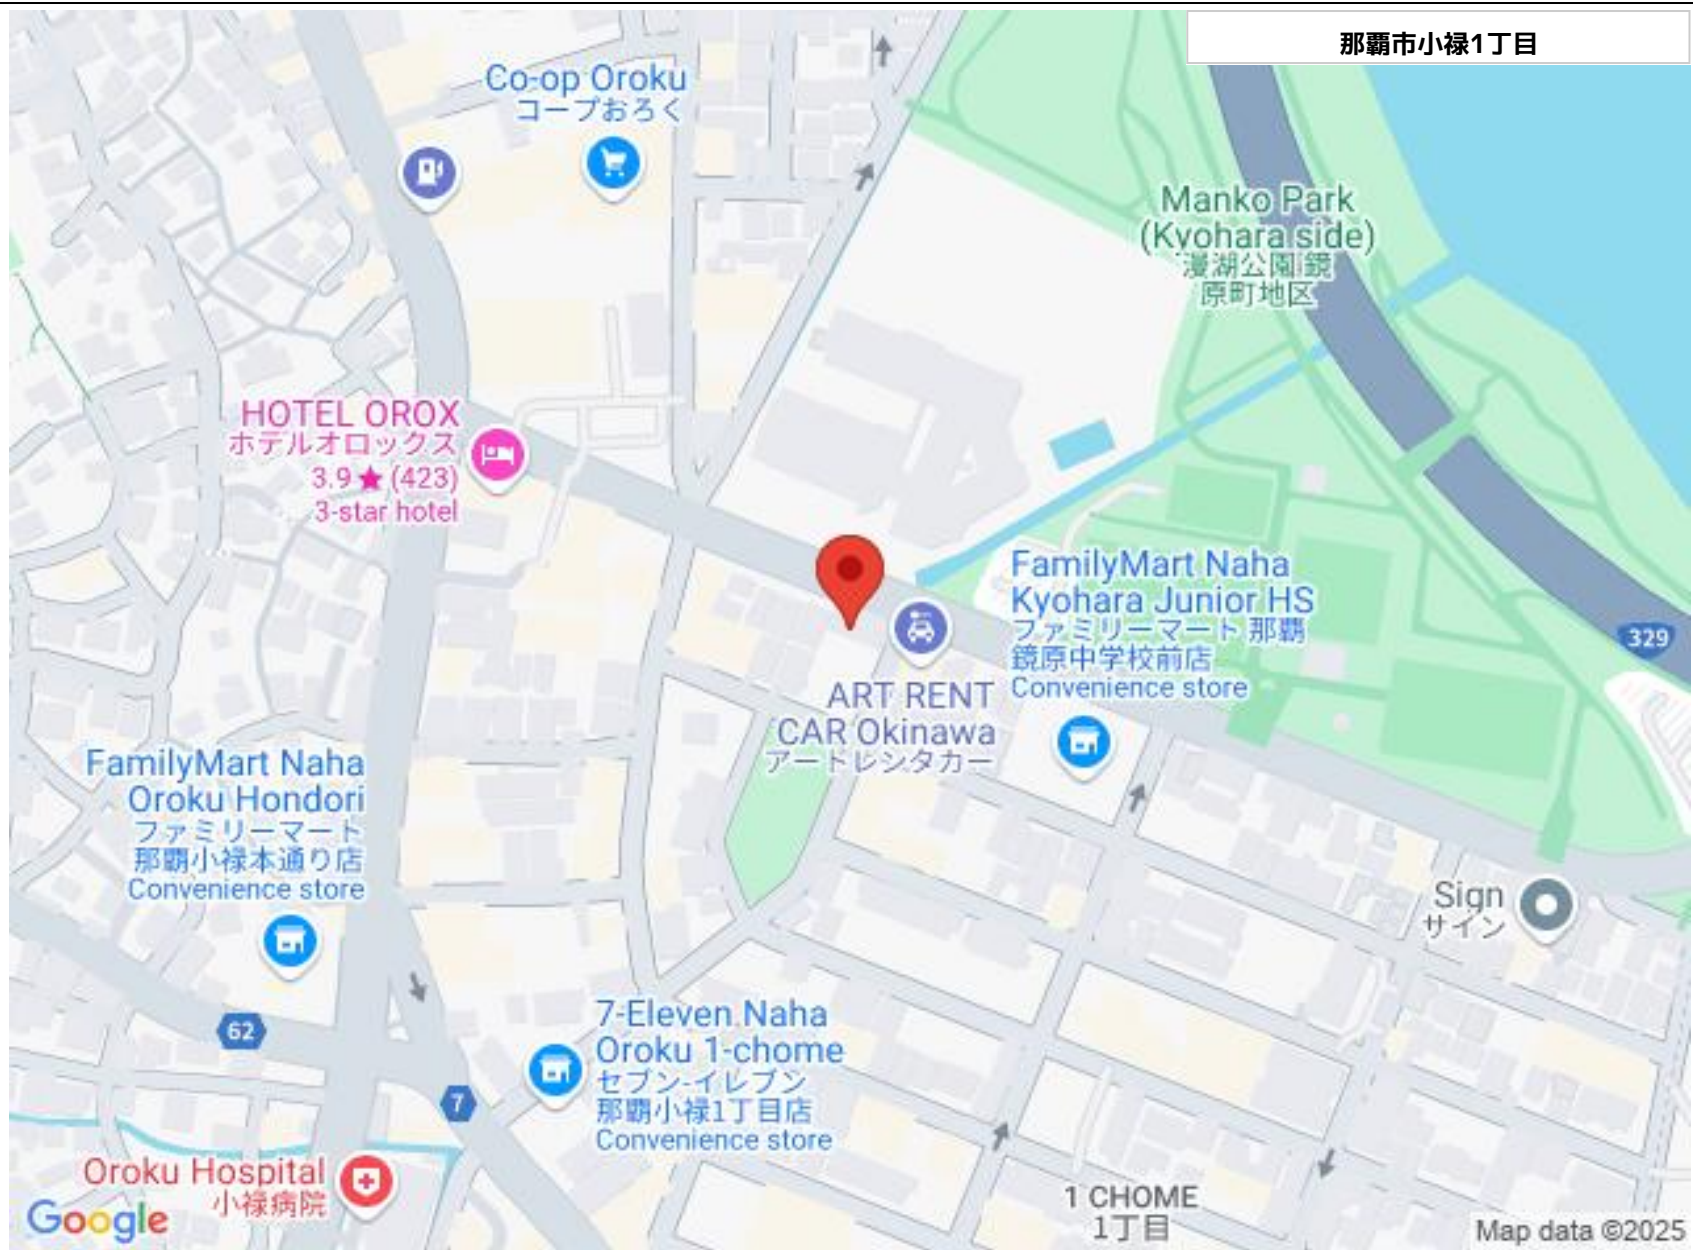 那覇市小禄1丁目
Co-op Oroku
コープおろく
Manko Park
(Kyohara side)
漫湖公園 鏡
原町地区
HOTEL OROX
ホテルオロックス
3.9★(423)
3-star hotel
FamilyMart Naha
Kyohara Junior HS
ファミリーマート 那覇
鏡原中学校前店
Convenience store
329
ART RENT
CAR Okinawa
アートレンタカー
FamilyMart Naha
Oroku Hondori
ファミリーマート
那覇小禄本通り店
Convenience store
Sign
サイン
62
7-Eleven Naha
Oroku 1-chome
セブン-イレブン
那覇小禄1丁目店
Convenience store
7
Oroku Hospital
小禄病院
1 CHOME
1丁目
Google
Map data ©2025